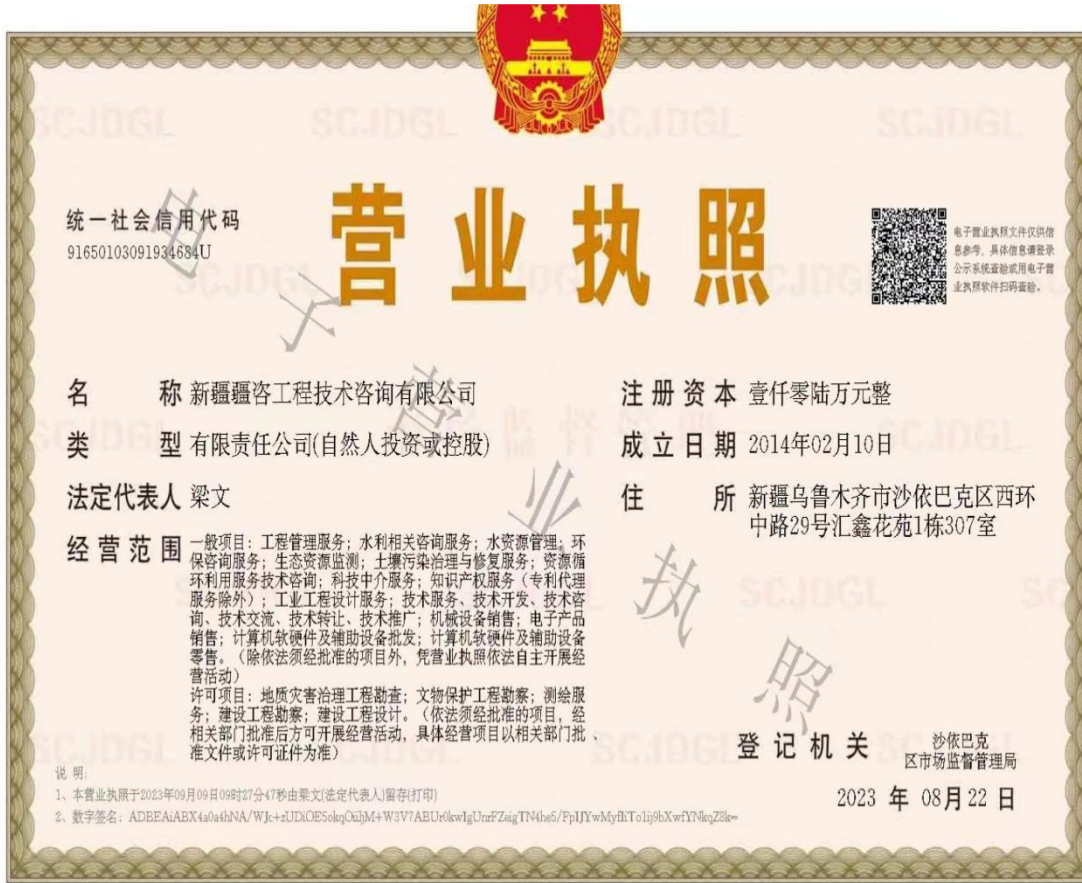 营业执照
统一社会信用代码
91650103091934684U
电子营业执照文件仅供信
息参考，具体信息请登录
公示系统查验或用电子营
业执照软件扫码查验。
名 称 新疆疆咨工程技术咨询有限公司
类 型 有限责任公司(自然人投资或控股)
法定代表人 梁文
经营范围 一般项目：工程管理服务；水利相关咨询服务；水资源管理；环
保咨询服务；生态资源监测；土壤污染治理与修复服务；资源循
环利用服务技术咨询；科技中介服务；知识产权服务（专利代理
服务除外）；工业工程设计服务；技术服务、技术开发、技术咨
询、技术交流、技术转让、技术推广；机械设备销售；电子产品
销售；计算机软硬件及辅助设备批发；计算机软硬件及辅助设备
零售。（除依法须经批准的项目外，凭营业执照依法自主开展经
营活动）
许可项目：地质灾害治理工程勘查；文物保护工程勘察；测绘服
务；建设工程勘察；建设工程设计。（依法须经批准的项目，经
相关部门批准后方可开展经营活动，具体经营项目以相关部门批
准文件或许可证件为准）
注册资本 壹仟零陆万元整
成立日期 2014年02月10日
住 所 新疆乌鲁木齐市沙依巴克区西环
中路29号汇鑫花苑1栋307室
登记机关 沙依巴克
区市场监督管理局
2023 年 08月22 日
说 明:
1、本营业执照于2023年09月09日09时27分47秒由梁文(法定代表人)留存(打印)
2、数字签名：
电子营业执照
SCJDGL